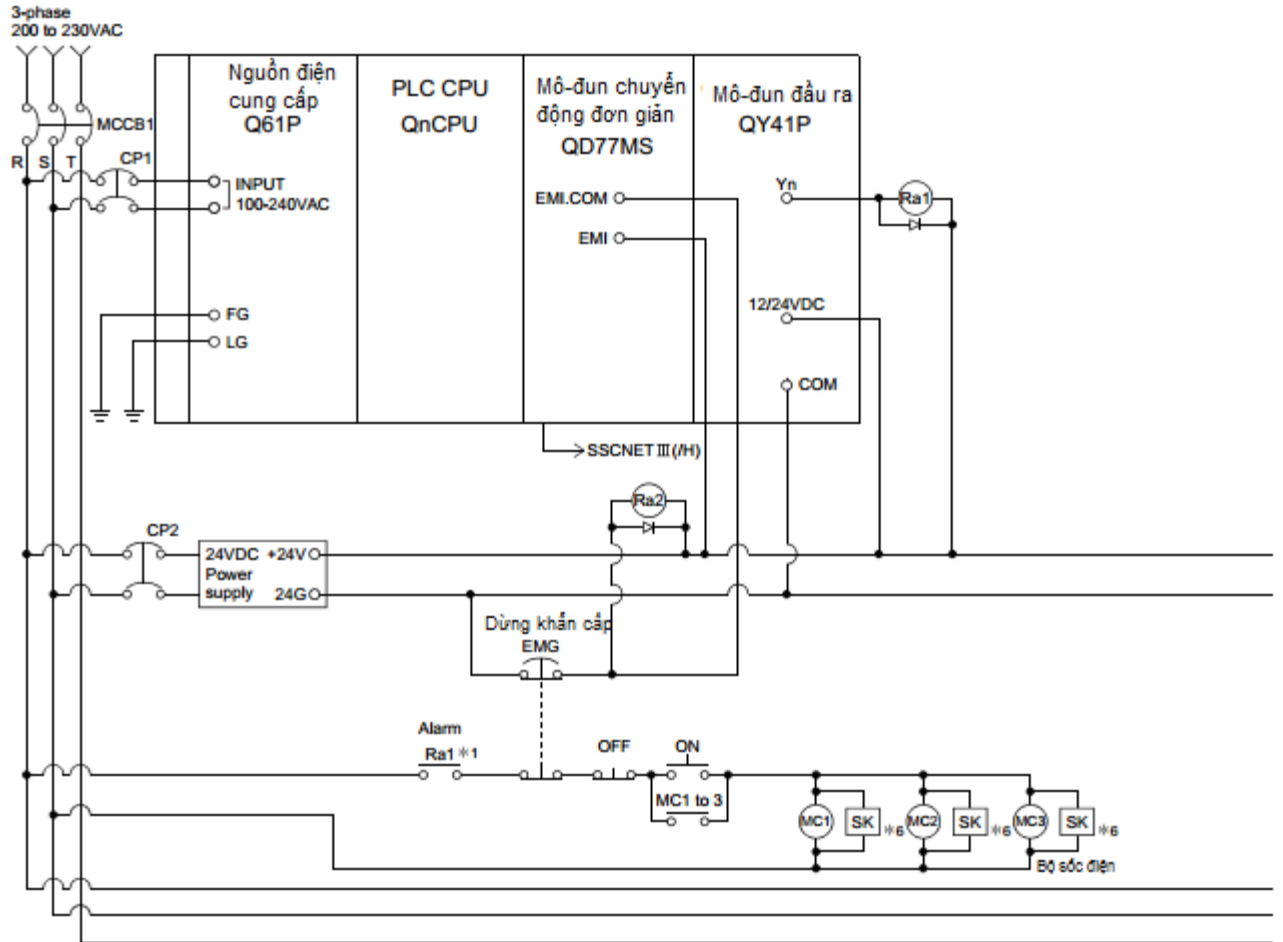 3-phase
200 to 230VAC
MCCB1
R S T
CP1
Nguồn điện
cung cấp
Q61P
PLC CPU
QnCPU
Mô-đun chuyển
động đơn giản
QD77MS
Mô-đun đầu ra
QY41P
INPUT
100-240VAC
FG
LG
EMI.COM
EMI
Yn
Ra1
12/24VDC
COM
SSCNETⅢ(/H)
Ra2
CP2
24VDC +24V
Power
supply 24G
Dừng khẩn cấp
EMG
Alarm
Ra1 *1
OFF
ON
MC1 to 3
MC1 SK *6 MC2 SK *6 MC3 SK *6
Bộ sốc điện